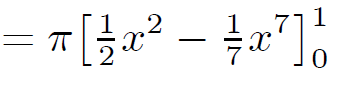 = π[½x² − ⅐x⁷]₀¹